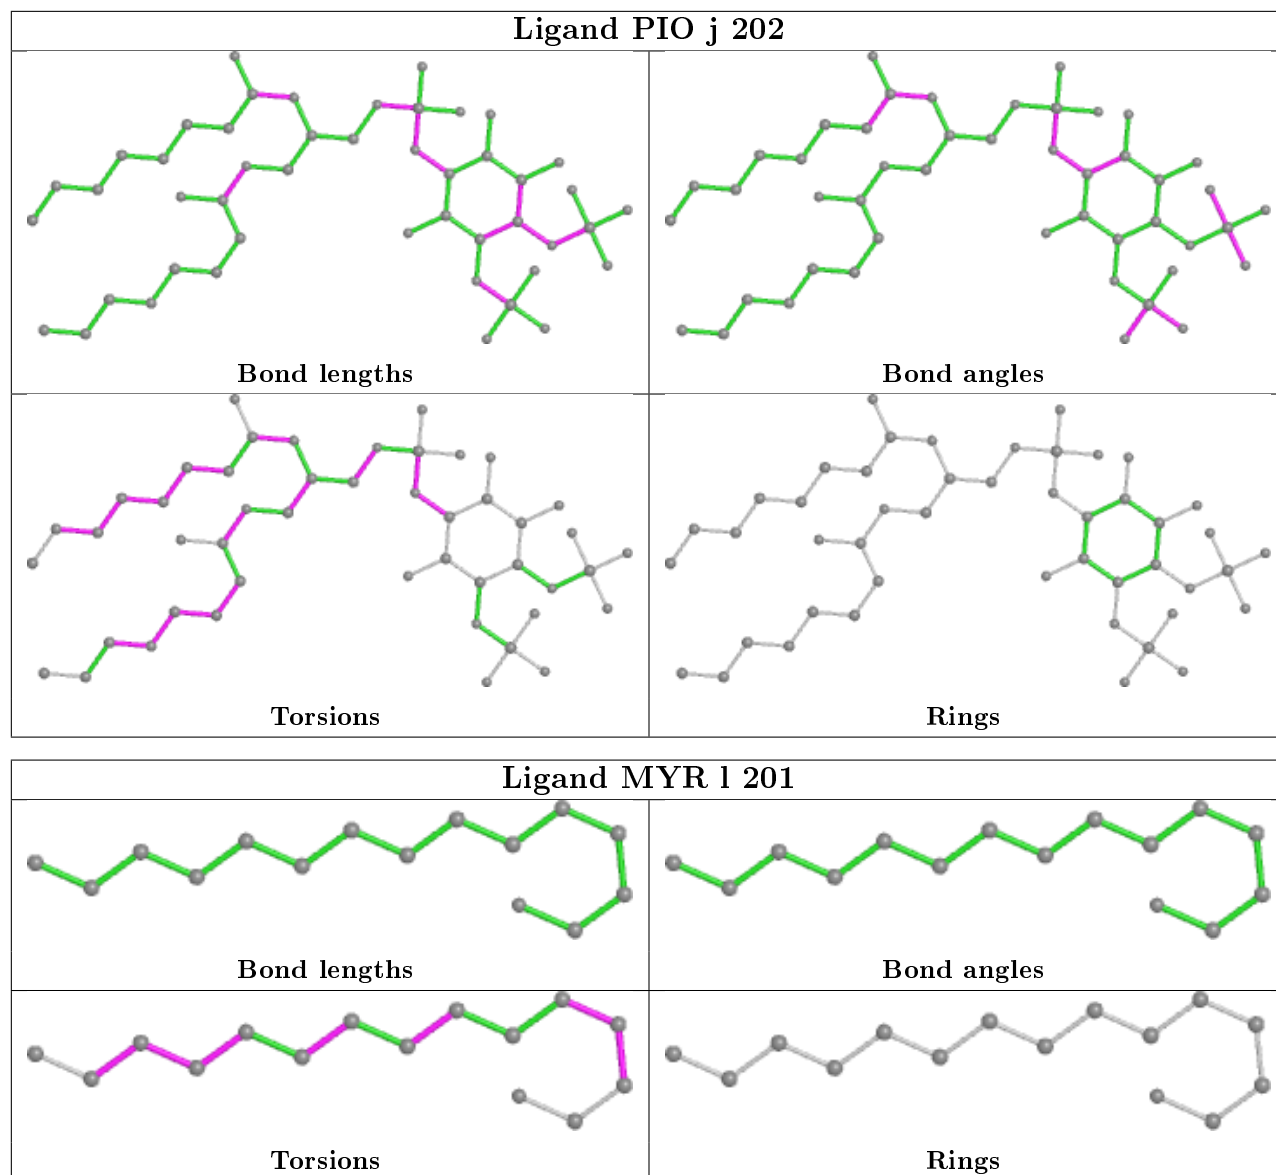 Ligand PIO j 202
Bond lengths
Bond angles
Torsions
Rings
Ligand MYR l 201
Bond lengths
Bond angles
Torsions
Rings